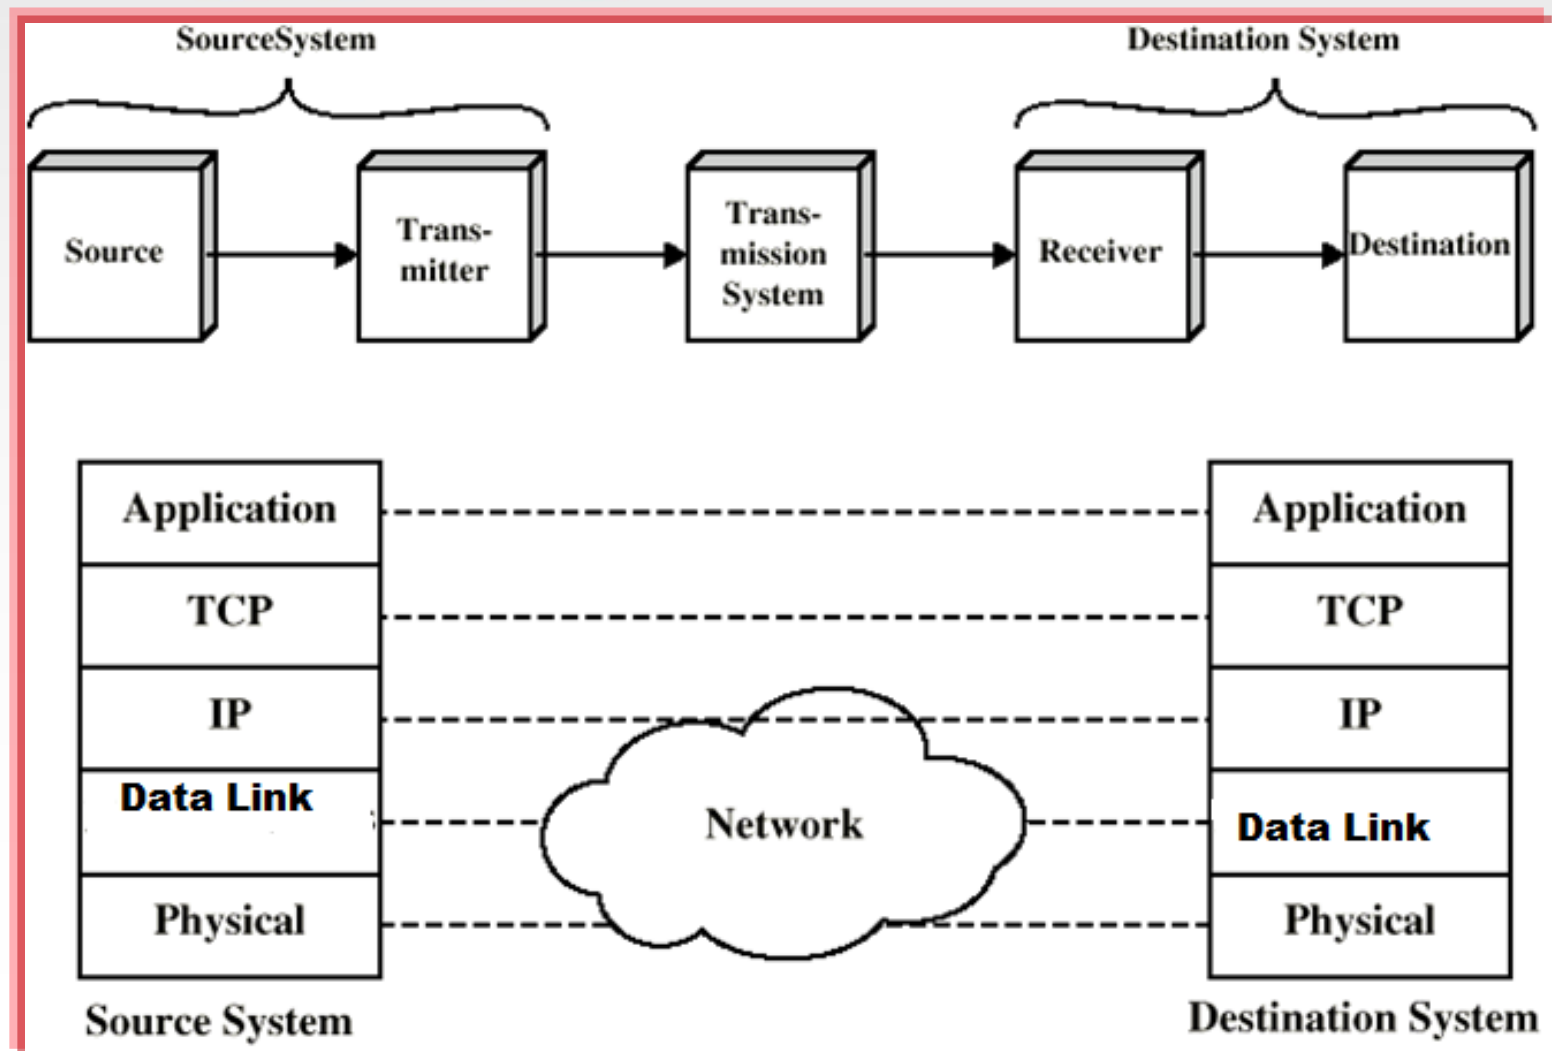 SourceSystem
Destination System
Source
Trans-
mitter
Trans-
mission
System
Receiver
Destination
Application
Application
TCP
TCP
IP
IP
Data Link
Network
Data Link
Physical
Physical
Source System
Destination System